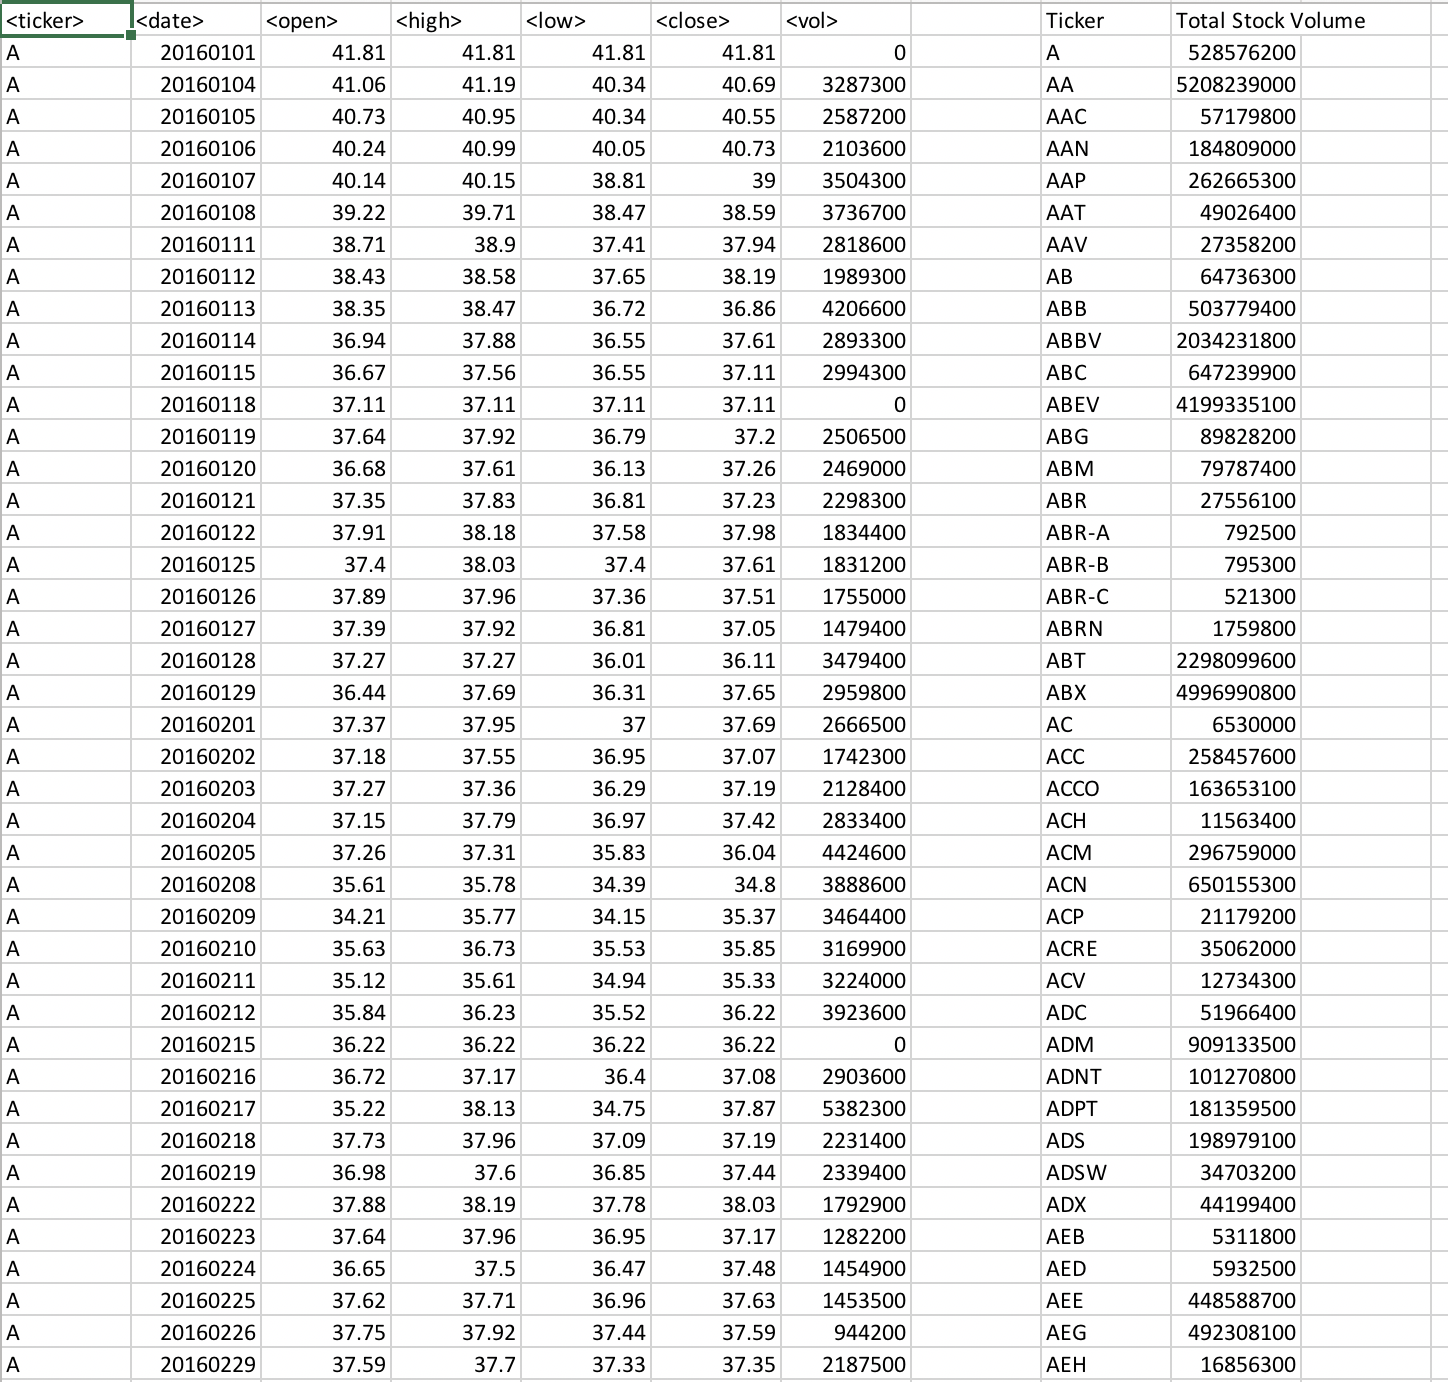 <ticker> <date> <open> <high> <low> <close> <vol> Ticker Total Stock Volume
A 20160101 41.81 41.81 41.81 41.81 0 A 528576200
A 20160104 41.06 41.19 40.34 40.69 3287300 AA 5208239000
A 20160105 40.73 40.95 40.34 40.55 2587200 AAC 57179800
A 20160106 40.24 40.99 40.05 40.73 2103600 AAN 184809000
A 20160107 40.14 40.15 38.81 39 3504300 AAP 262665300
A 20160108 39.22 39.71 38.47 38.59 3736700 AAT 49026400
A 20160111 38.71 38.9 37.41 37.94 2818600 AAV 27358200
A 20160112 38.43 38.58 37.65 38.19 1989300 AB 64736300
A 20160113 38.35 38.47 36.72 36.86 4206600 ABB 503779400
A 20160114 36.94 37.88 36.55 37.61 2893300 ABBV 2034231800
A 20160115 36.67 37.56 36.55 37.11 2994300 ABC 647239900
A 20160118 37.11 37.11 37.11 37.11 0 ABEV 4199335100
A 20160119 37.64 37.92 36.79 37.2 2506500 ABG 89828200
A 20160120 36.68 37.61 36.13 37.26 2469000 ABM 79787400
A 20160121 37.35 37.83 36.81 37.23 2298300 ABR 27556100
A 20160122 37.91 38.18 37.58 37.98 1834400 ABR-A 792500
A 20160125 37.4 38.03 37.4 37.61 1831200 ABR-B 795300
A 20160126 37.89 37.96 37.36 37.51 1755000 ABR-C 521300
A 20160127 37.39 37.92 36.81 37.05 1479400 ABRN 1759800
A 20160128 37.27 37.27 36.01 36.11 3479400 ABT 2298099600
A 20160129 36.44 37.69 36.31 37.65 2959800 ABX 4996990800
A 20160201 37.37 37.95 37 37.69 2666500 AC 6530000
A 20160202 37.18 37.55 36.95 37.07 1742300 ACC 258457600
A 20160203 37.27 37.36 36.29 37.19 2128400 ACCO 163653100
A 20160204 37.15 37.79 36.97 37.42 2833400 ACH 11563400
A 20160205 37.26 37.31 35.83 36.04 4424600 ACM 296759000
A 20160208 35.61 35.78 34.39 34.8 3888600 ACN 650155300
A 20160209 34.21 35.77 34.15 35.37 3464400 ACP 21179200
A 20160210 35.63 36.73 35.53 35.85 3169900 ACRE 35062000
A 20160211 35.12 35.61 34.94 35.33 3224000 ACV 12734300
A 20160212 35.84 36.23 35.52 36.22 3923600 ADC 51966400
A 20160215 36.22 36.22 36.22 36.22 0 ADM 909133500
A 20160216 36.72 37.17 36.4 37.08 2903600 ADNT 101270800
A 20160217 35.22 38.13 34.75 37.87 5382300 ADPT 181359500
A 20160218 37.73 37.96 37.09 37.19 2231400 ADS 198979100
A 20160219 36.98 37.6 36.85 37.44 2339400 ADSW 34703200
A 20160222 37.88 38.19 37.78 38.03 1792900 ADX 44199400
A 20160223 37.64 37.96 36.95 37.17 1282200 AEB 5311800
A 20160224 36.65 37.5 36.47 37.48 1454900 AED 5932500
A 20160225 37.62 37.71 36.96 37.63 1453500 AEE 448588700
A 20160226 37.75 37.92 37.44 37.59 944200 AEG 492308100
A 20160229 37.59 37.7 37.33 37.35 2187500 AEH 16856300